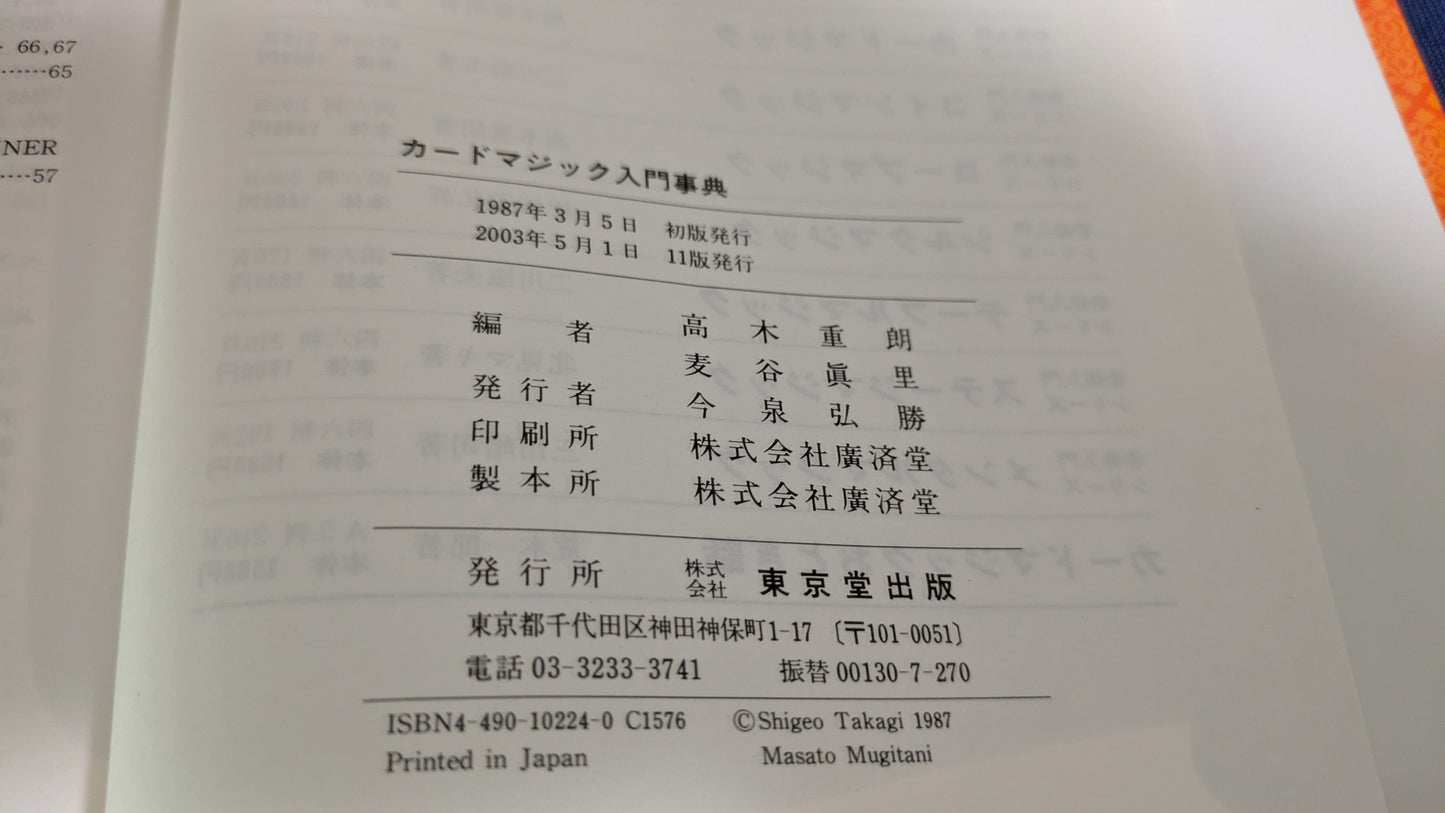 66,67
65
NNER
57
カードマジック入門事典
1987年3月5日 初版発行
2003年5月1日 11版発行
編者 高木重朗
麦谷眞里
発行者 今泉弘勝
印刷所 株式会社廣済堂
製本所 株式会社廣済堂
発行所 株式会社 東京堂出版
東京都千代田区神田神保町1-17 〔〒101-0051〕
電話 03-3233-3741 振替 00130-7-270
ISBN4-490-10224-0 C1576 ©Shigeo Takagi 1987
Printed in Japan Masato Mugitani